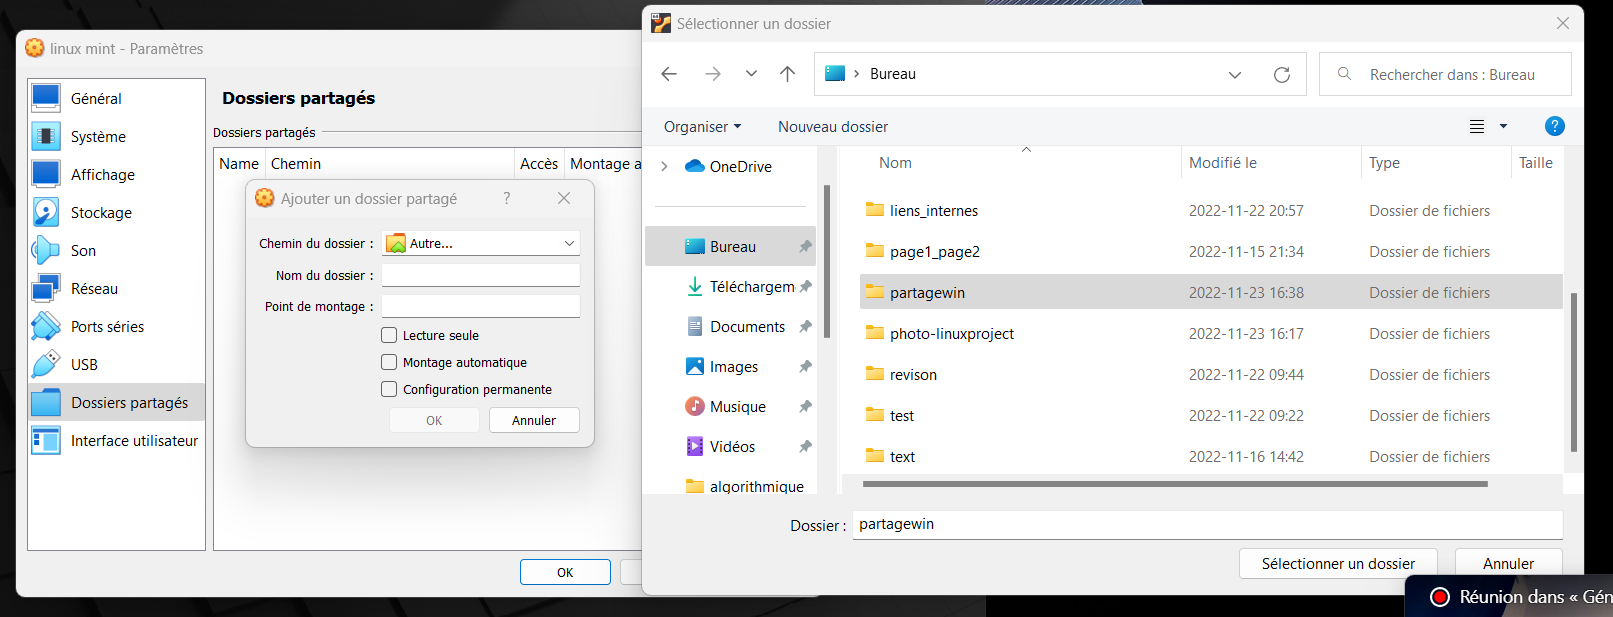 linux mint - Paramètres
Général
Système
Affichage
Stockage
Son
Réseau
Ports séries
USB
Dossiers partagés
Interface utilisateur
Dossiers partagés
Dossiers partagés
Name Chemin Accès Montage a
Ajouter un dossier partagé ?
Chemin du dossier : Autre...
Nom du dossier :
Point de montage :
Lecture seule
Montage automatique
Configuration permanente
OK Annuler
OK
Sélectionner un dossier
Bureau
Rechercher dans : Bureau
Organiser Nouveau dossier ?
OneDrive
Bureau
Téléchargem
Documents
Images
Musique
Vidéos
algorithmique
Nom Modifié le Type Taille
liens_internes 2022-11-22 20:57 Dossier de fichiers
page1_page2 2022-11-15 21:34 Dossier de fichiers
partagewin 2022-11-23 16:38 Dossier de fichiers
photo-linuxproject 2022-11-23 16:17 Dossier de fichiers
revison 2022-11-22 09:44 Dossier de fichiers
test 2022-11-22 09:22 Dossier de fichiers
text 2022-11-16 14:42 Dossier de fichiers
Dossier : partagewin
Sélectionner un dossier Annuler
Réunion dans « Gén